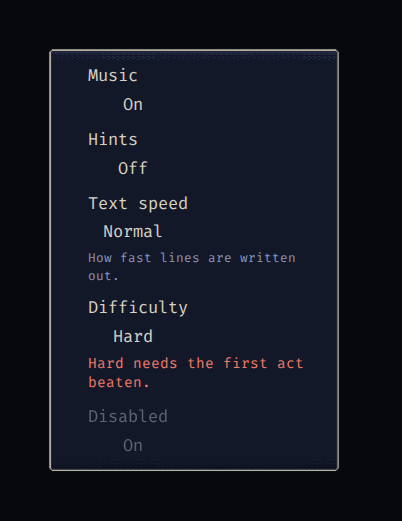 Music
On
Hints
Off
Text speed
Normal
How fast lines are written
out.
Difficulty
Hard
Hard needs the first act
beaten.
Disabled
On